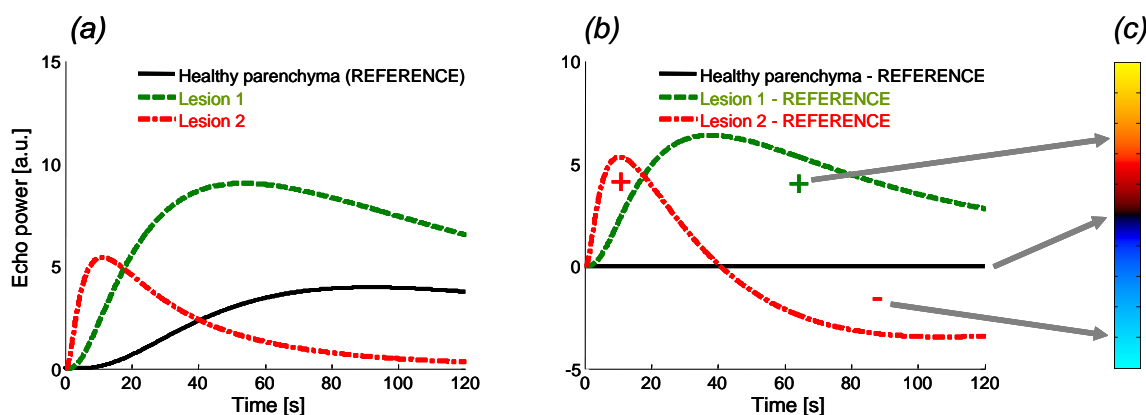 (a)
15
10
5
0
0
20
40
60
80
100
120
Echo power [a.u.]
Time [s]
Healthy parenchyma (REFERENCE)
Lesion 1
Lesion 2
(b)
10
5
0
-5
0
20
40
60
80
100
120
Time [s]
Healthy parenchyma - REFERENCE
Lesion 1 - REFERENCE
Lesion 2 - REFERENCE
+
+
-
(c)